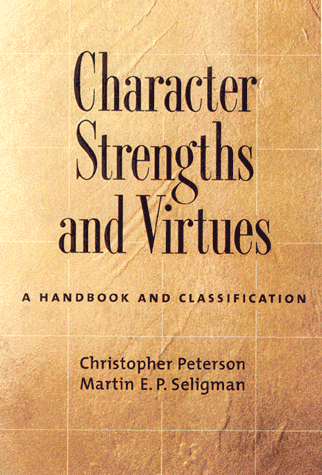 Character
Strengths
and Virtues
A HANDBOOK AND CLASSIFICATION
Christopher Peterson
Martin E. P. Seligman